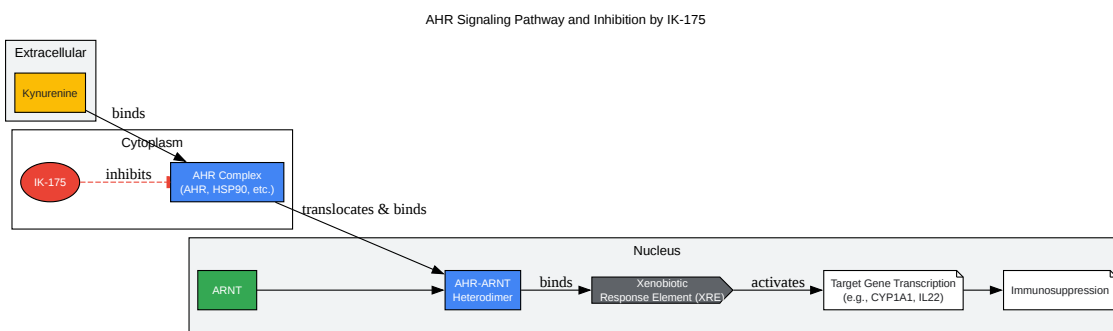 AHR Signaling Pathway and Inhibition by IK-175
Extracellular
Kynurenine
binds
Cytoplasm
IK-175
inhibits
AHR Complex
(AHR, HSP90, etc.)
translocates & binds
Nucleus
ARNT
AHR-ARNT
Heterodimer
binds
Xenobiotic
Response Element (XRE)
activates
Target Gene Transcription
(e.g., CYP1A1, IL22)
Immunosuppression